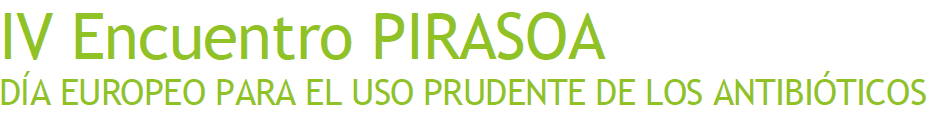 IV Encuentro PIRASOA
DÍA EUROPEO PARA EL USO PRUDENTE DE LOS ANTIBIÓTICOS